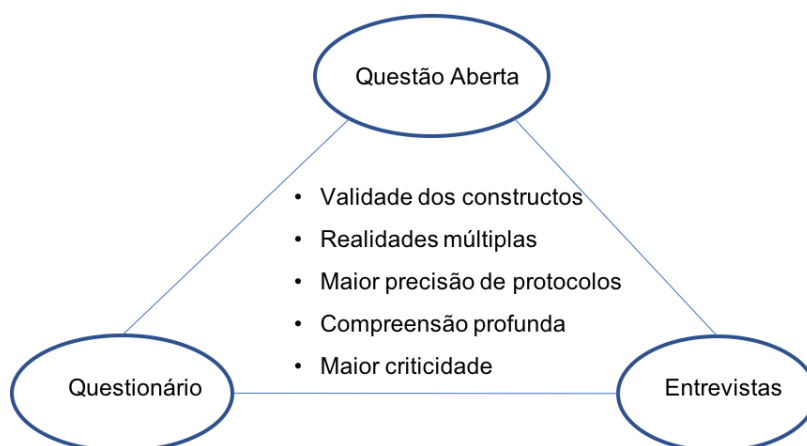 Questão Aberta
• Validade dos constructos
• Realidades múltiplas
• Maior precisão de protocolos
• Compreensão profunda
• Maior criticidade
Questionário
Entrevistas